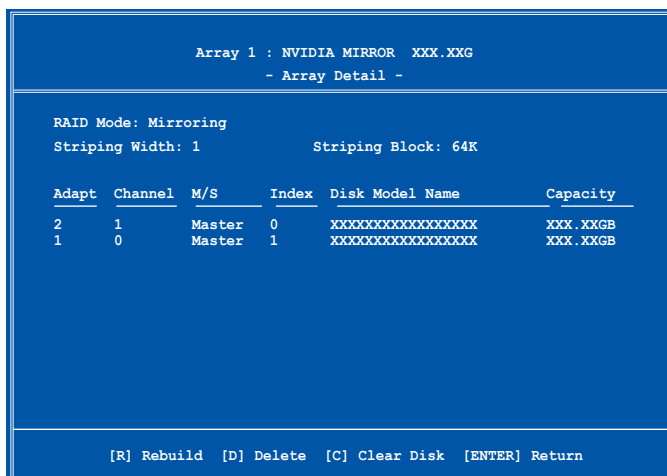 Array 1 : NVIDIA MIRROR XXX.XXG
- Array Detail -
RAID Mode: Mirroring
Striping Width: 1 Striping Block: 64K
Adapt Channel M/S Index Disk Model Name Capacity
2 1 Master 0 XXXXXXXXXXXXXXXXX XXX.XXGB
1 0 Master 1 XXXXXXXXXXXXXXXXX XXX.XXGB
[R] Rebuild [D] Delete [C] Clear Disk [ENTER] Return